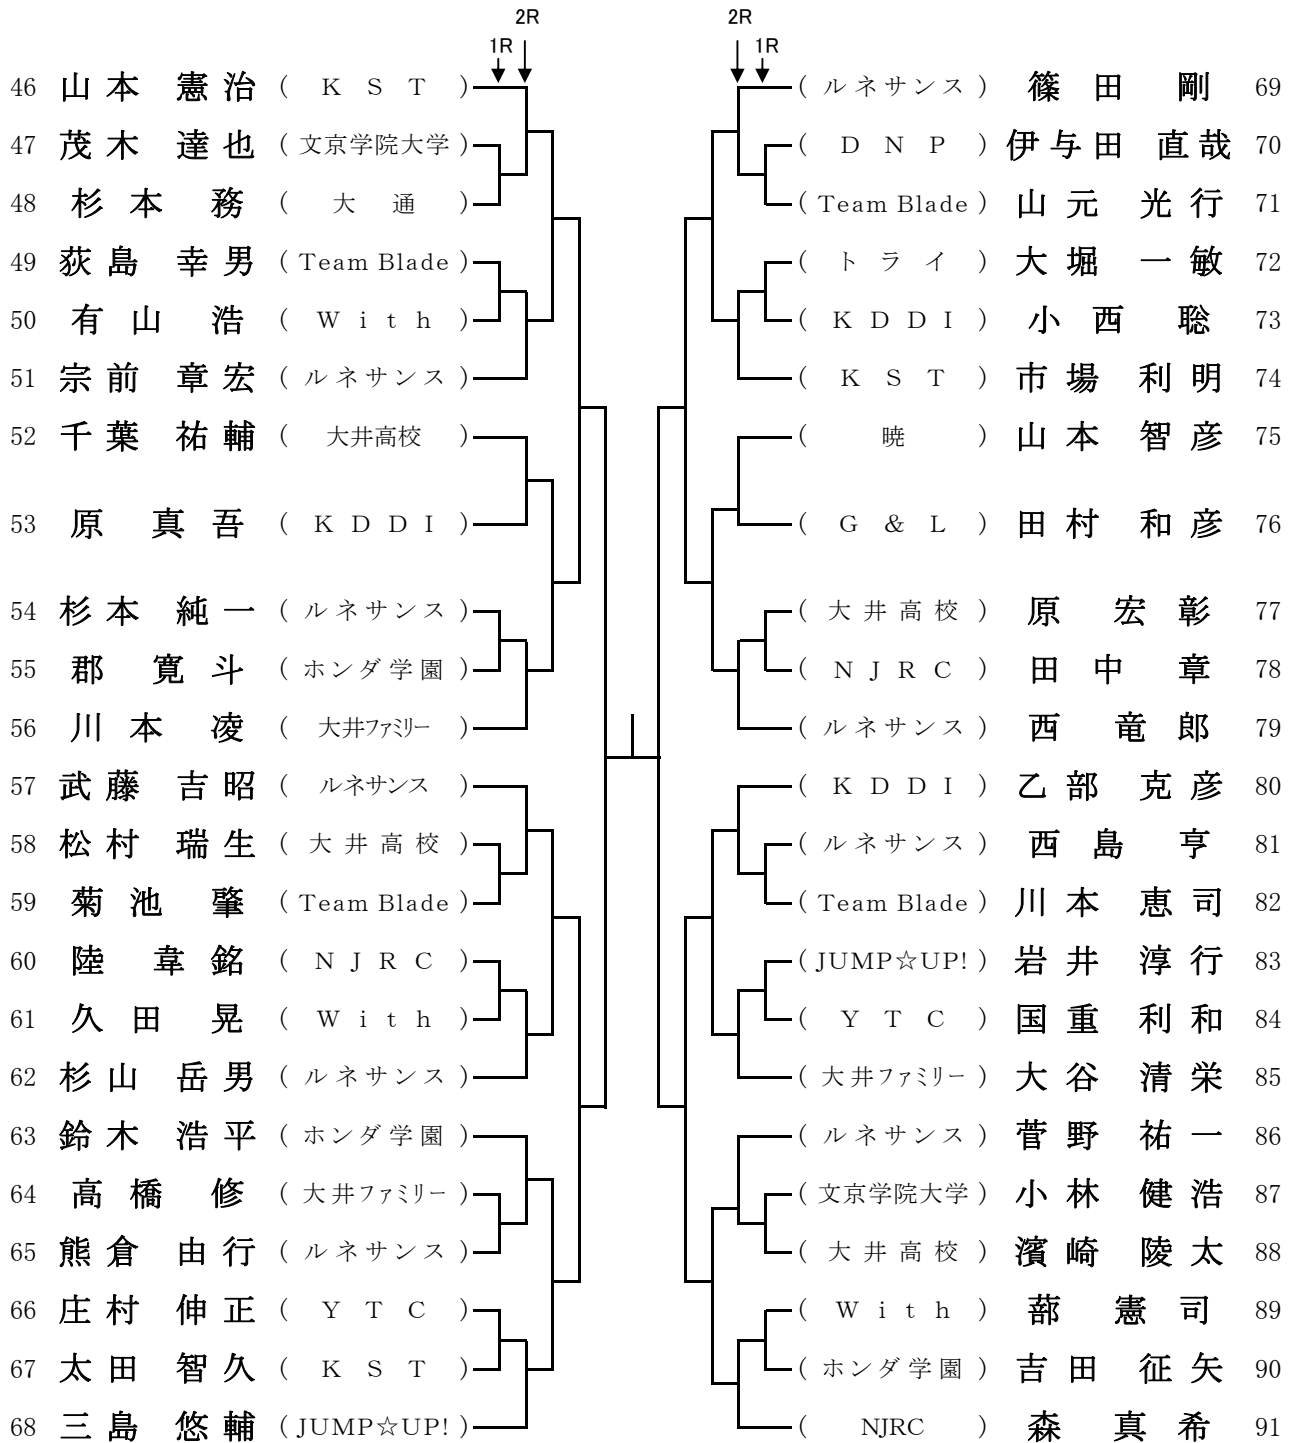 2R 2R
1R 1R
46 山本 憲治 ( K S T ) ( ルネサンス ) 篠田 剛 69
47 茂木 達也 ( 文京学院大学 ) ( D N P ) 伊与田 直哉 70
48 杉本 務 ( 大 通 ) ( Team Blade ) 山元 光行 71
49 荻島 幸男 ( Team Blade ) ( トライ ) 大堀 一敏 72
50 有山 浩 ( With ) ( K D D I ) 小西 聡 73
51 宗前 章宏 ( ルネサンス ) ( K S T ) 市場 利明 74
52 千葉 祐輔 ( 大井高校 ) ( 暁 ) 山本 智彦 75
53 原 真吾 ( K D D I ) ( G & L ) 田村 和彦 76
54 杉本 純一 ( ルネサンス ) ( 大井高校 ) 原 宏彰 77
55 郡 寛斗 ( ホンダ学園 ) ( N J R C ) 田中 章 78
56 川本 凌 ( 大井ファミリー ) ( ルネサンス ) 西 竜郎 79
57 武藤 吉昭 ( ルネサンス ) ( K D D I ) 乙部 克彦 80
58 松村 瑞生 ( 大井高校 ) ( ルネサンス ) 西島 亨 81
59 菊池 肇 ( Team Blade ) ( Team Blade ) 川本 恵司 82
60 陸 韋銘 ( N J R C ) ( JUMP☆UP! ) 岩井 淳行 83
61 久田 晃 ( With ) ( Y T C ) 国重 利和 84
62 杉山 岳男 ( ルネサンス ) ( 大井ファミリー ) 大谷 清栄 85
63 鈴木 浩平 ( ホンダ学園 ) ( ルネサンス ) 菅野 祐一 86
64 高橋 修 ( 大井ファミリー ) ( 文京学院大学 ) 小林 健浩 87
65 熊倉 由行 ( ルネサンス ) ( 大井高校 ) 濱崎 陵太 88
66 庄村 伸正 ( Y T C ) ( With ) 蔀 憲司 89
67 太田 智久 ( K S T ) ( ホンダ学園 ) 吉田 征矢 90
68 三島 悠輔 ( JUMP☆UP! ) ( NJRC ) 森 真希 91